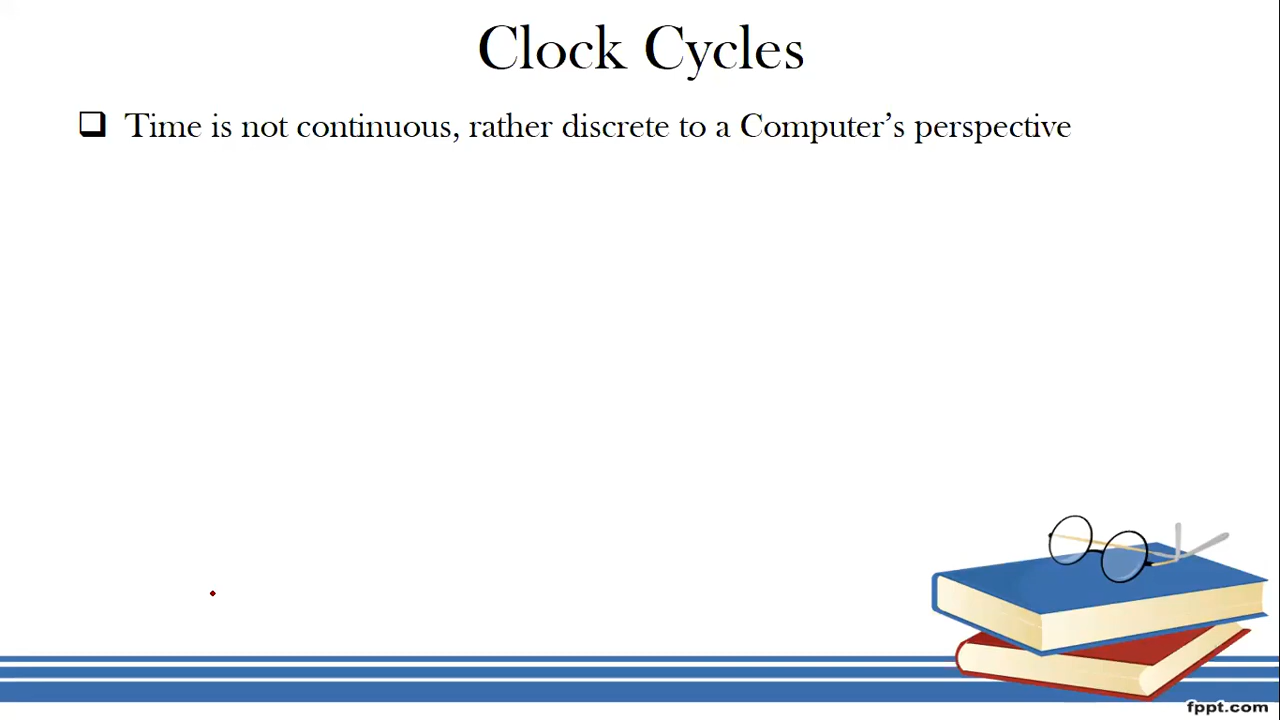 Clock Cycles
Time is not continuous, rather discrete to a Computer’s perspective
fppt.com